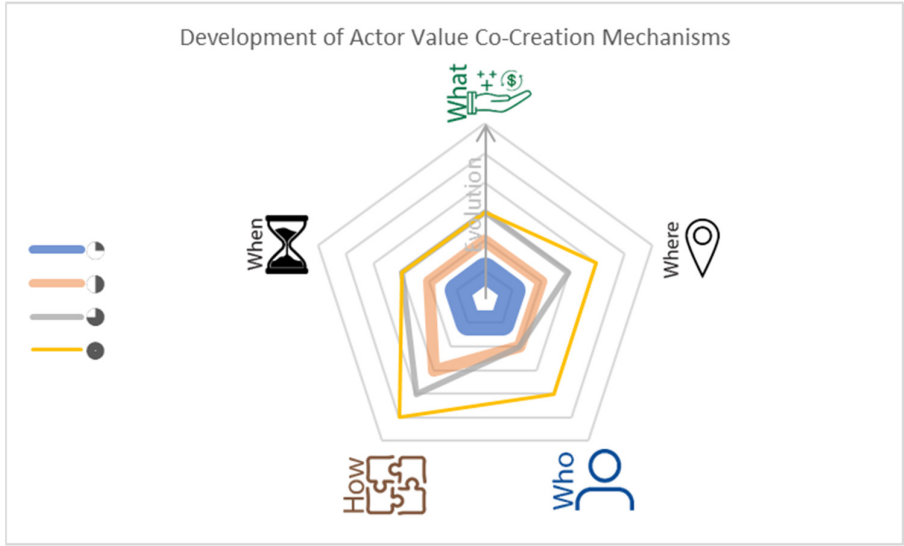 Development of Actor Value Co-Creation Mechanisms
What
++
+
$
Evolution
When
Where
How
Who